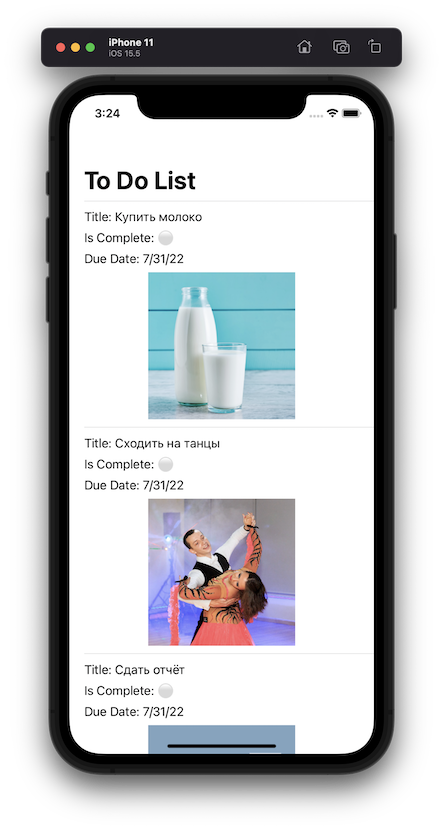 iPhone 11
iOS 15.5
3:24
To Do List
Title: Купить молоко
Is Complete: ⚪
Due Date: 7/31/22
Title: Сходить на танцы
Is Complete: ⚪
Due Date: 7/31/22
Title: Сдать отчёт
Is Complete: ⚪
Due Date: 7/31/22